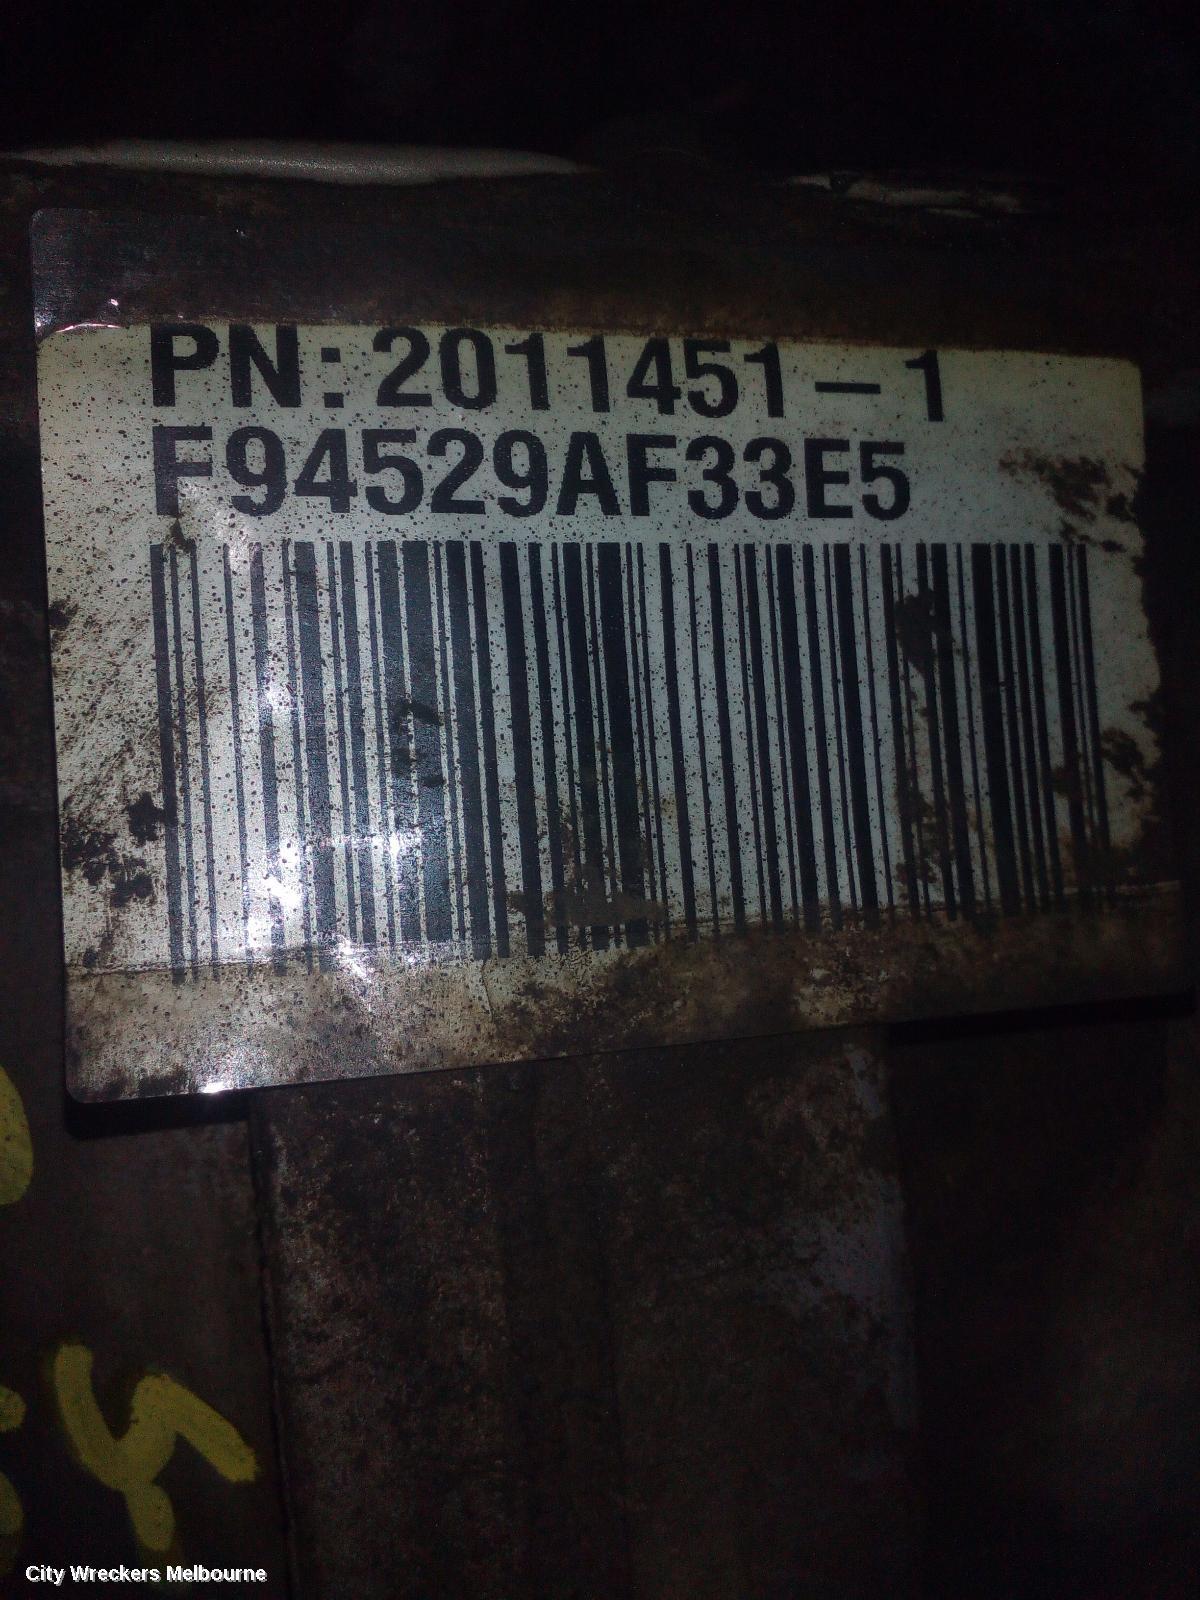 PN: 2011451-1
F94529AF33E5
City Wreckers Melbourne